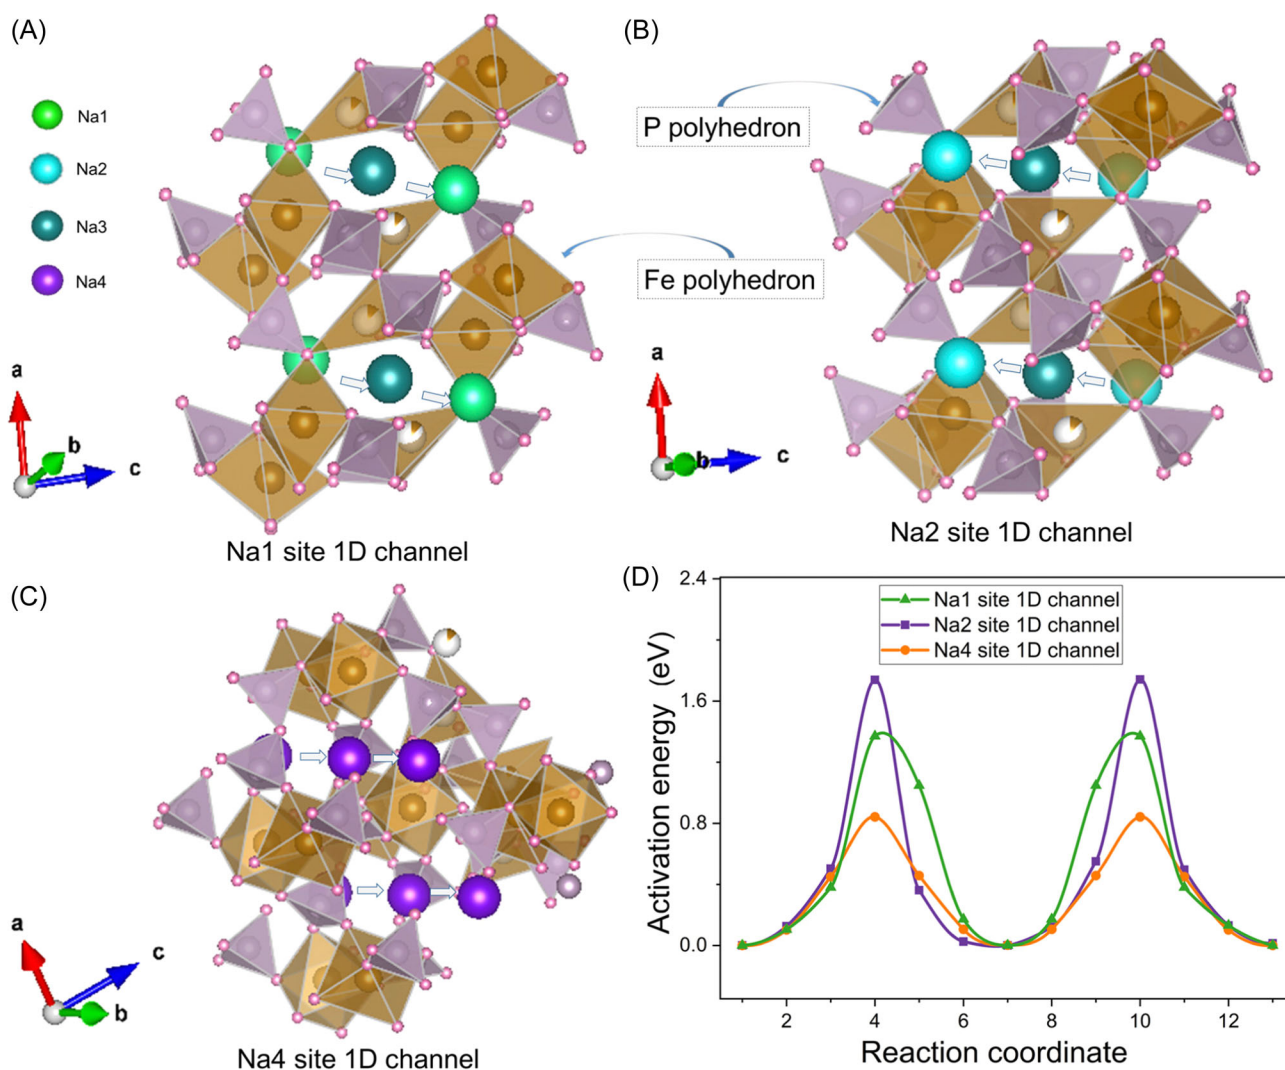 (A)
Na1
Na2
Na3
Na4
a
b
c
Na1 site 1D channel
(B)
P polyhedron
Fe polyhedron
a
b
c
Na2 site 1D channel
(C)
a
c
b
Na4 site 1D channel
(D)
2.4
1.6
0.8
0.0
Activation energy (eV)
Na1 site 1D channel
Na2 site 1D channel
Na4 site 1D channel
2 4 6 8 10 12
Reaction coordinate